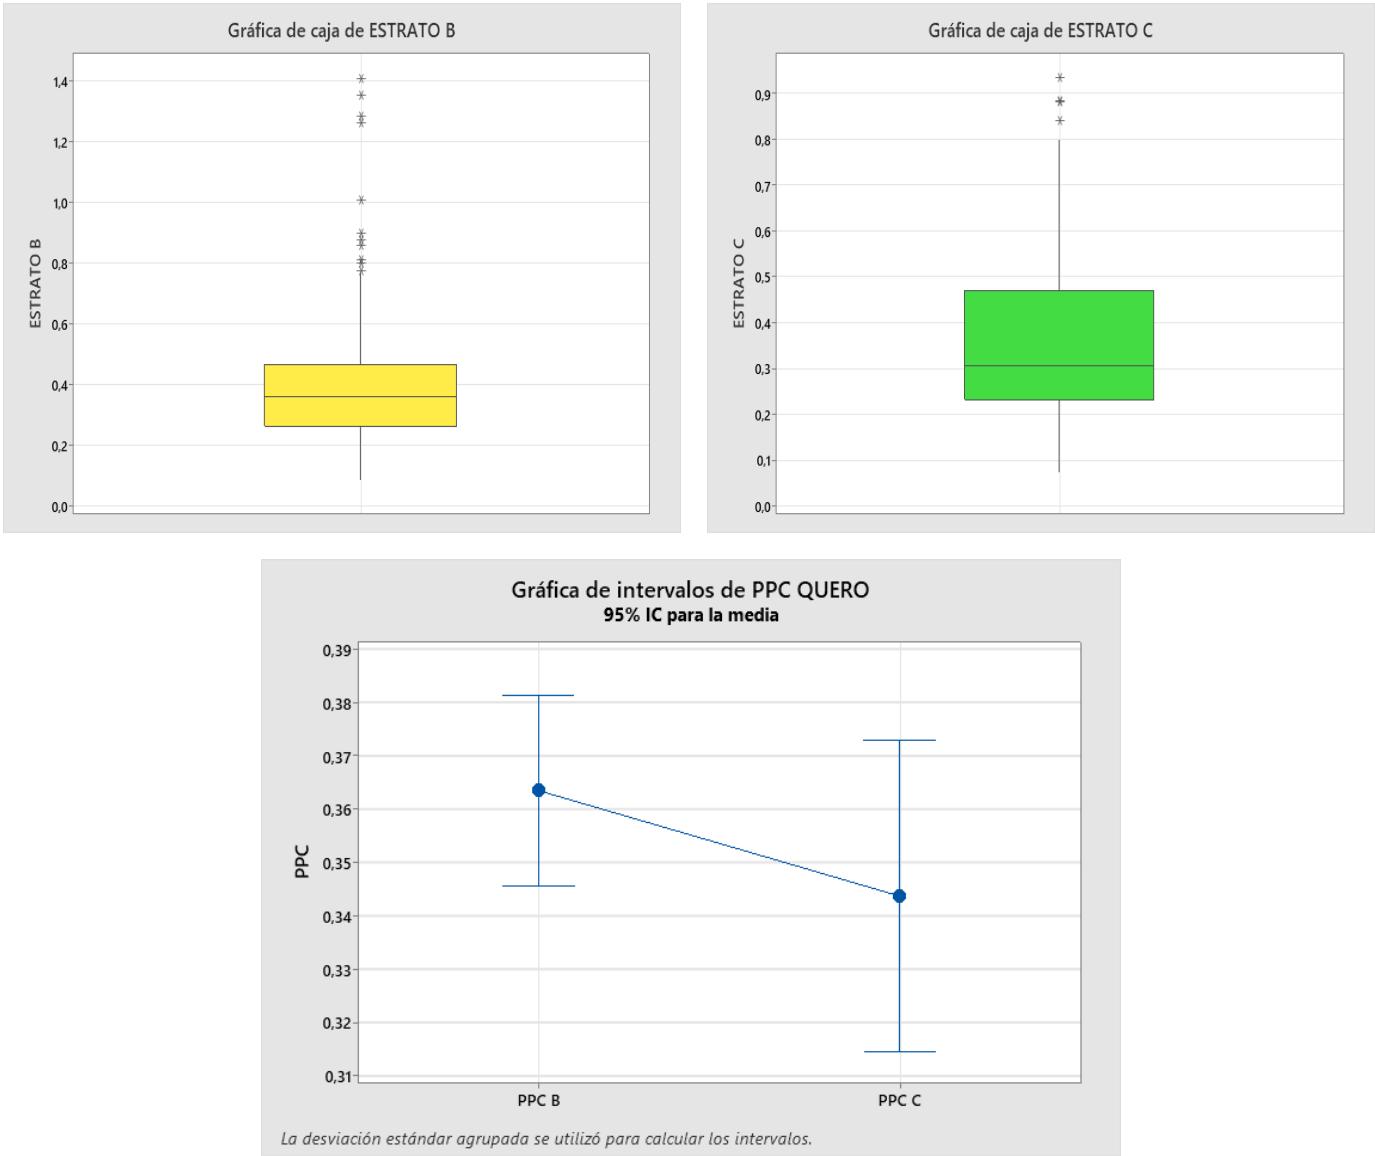 Gráfica de caja de ESTRATO B
1,4
1,2
1,0
0,8
0,6
0,4
0,2
0,0
ESTRATO B
Gráfica de caja de ESTRATO C
0,9
0,8
0,7
0,6
0,5
0,4
0,3
0,2
0,1
0,0
ESTRATO C
Gráfica de intervalos de PPC QUERO
95% IC para la media
0,39
0,38
0,37
0,36
0,35
0,34
0,33
0,32
0,31
PPC
PPC B
PPC C
La desviación estándar agrupada se utilizó para calcular los intervalos.